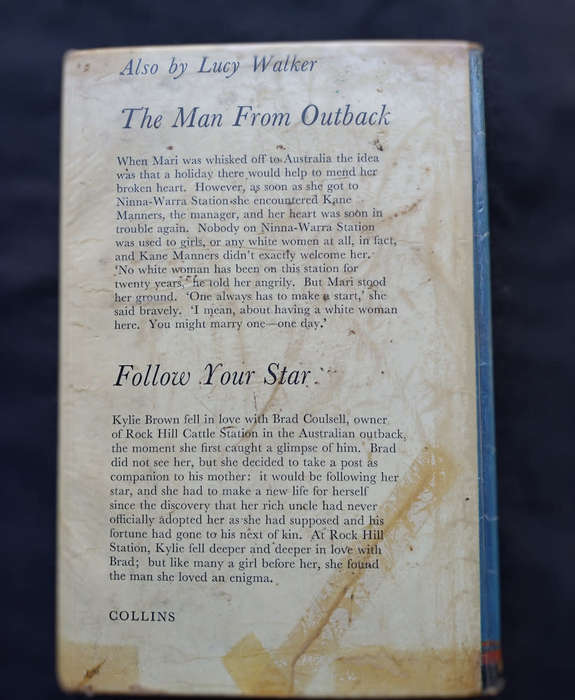 Also by Lucy Walker
The Man From Outback
When Mari was whisked off to Australia the idea
was that a holiday there would help to mend her
broken heart. However, as soon as she got to
Ninna-Warra Station she encountered Kane
Manners, the manager, and her heart was soon in
trouble again. Nobody on Ninna-Warra Station
was used to girls, or any white women at all, in fact,
and Kane Manners didn't exactly welcome her.
'No white woman has been on this station for
twenty years,' he told her angrily. But Mari stood
her ground. 'One always has to make a start,' she
said bravely. 'I mean, about having a white woman
here. You might marry one—one day.'
Follow Your Star
Kylie Brown fell in love with Brad Coulsell, owner
of Rock Hill Cattle Station in the Australian outback,
the moment she first caught a glimpse of him. Brad
did not see her, but she decided to take a post as
companion to his mother: it would be following her
star, and she had to make a new life for herself
since the discovery that her rich uncle had never
officially adopted her as she had supposed and his
fortune had gone to his next of kin. At Rock Hill
Station, Kylie fell deeper and deeper in love with
Brad; but like many a girl before her, she found
the man she loved an enigma.
COLLINS